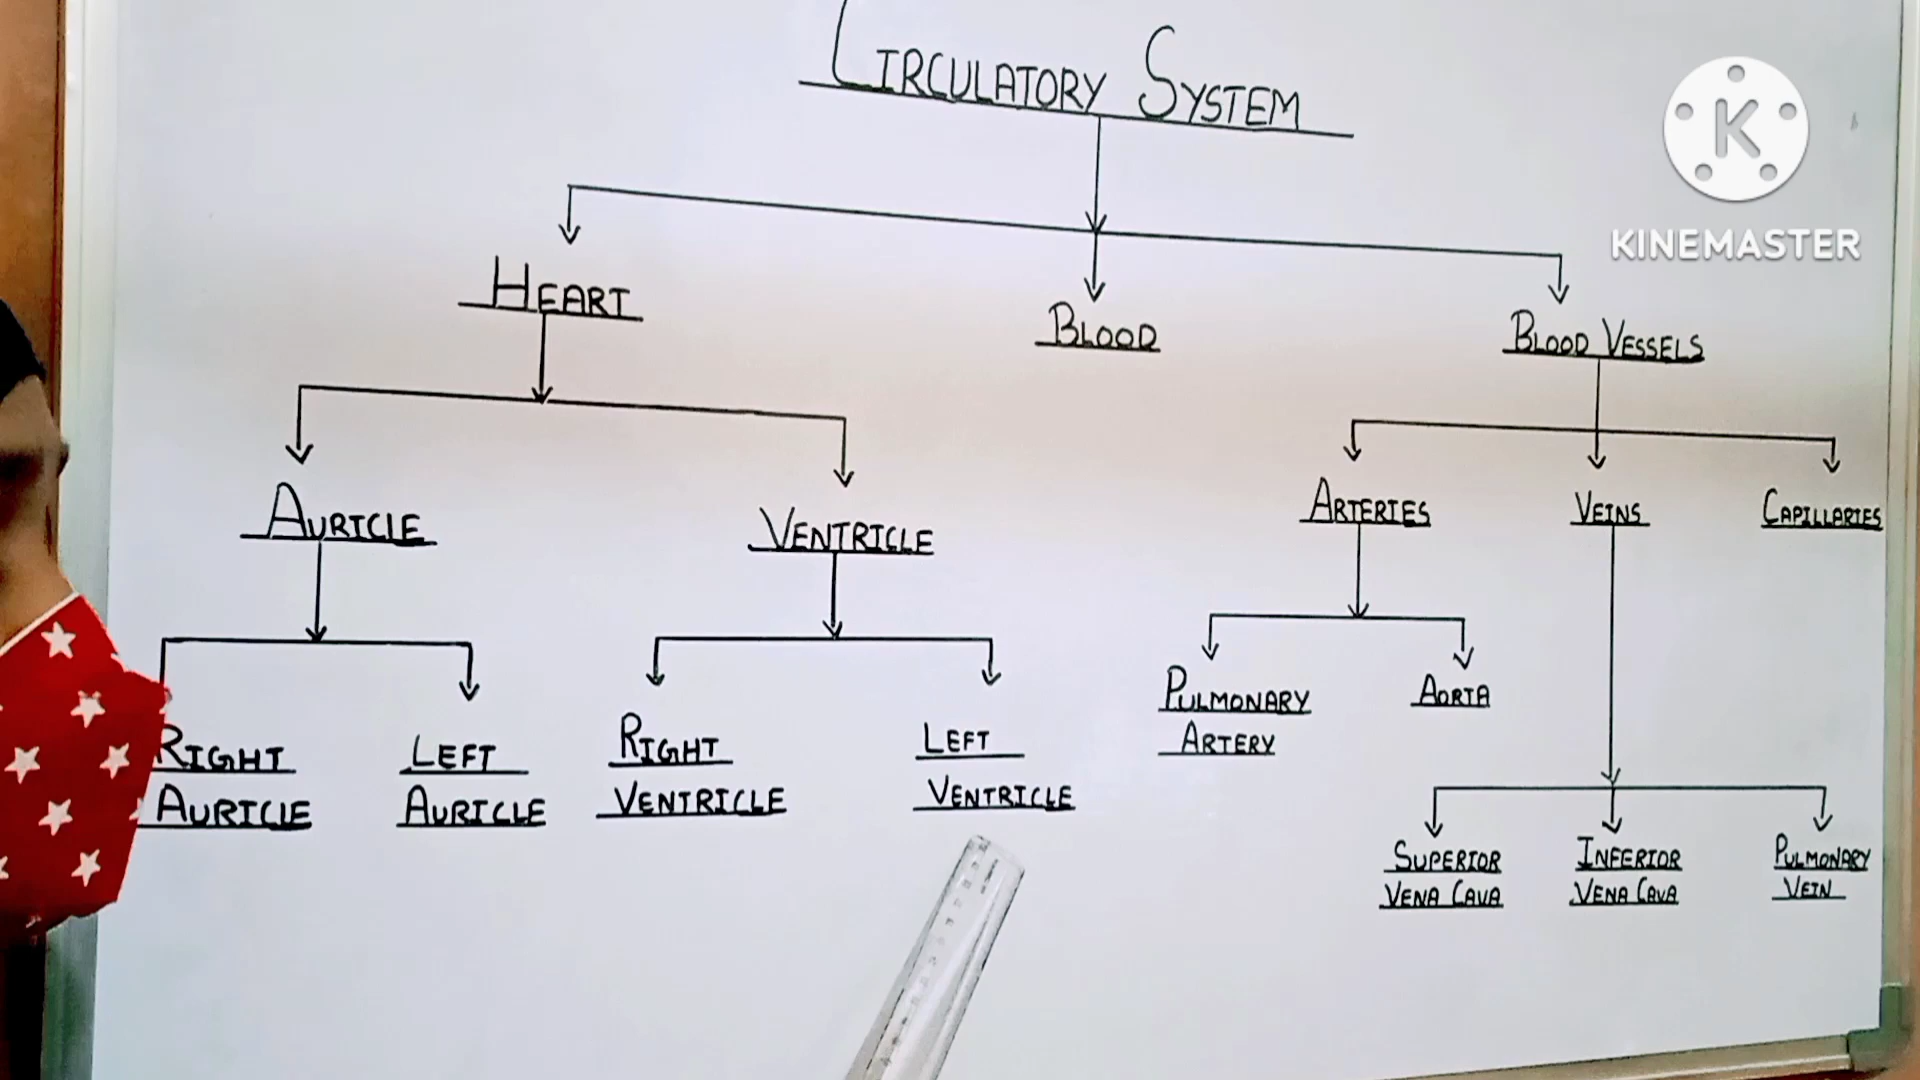 CIRCULATORY SYSTEM
KINEMASTER
HEART
BLOOD
BLOOD VESSELS
AURICLE
VENTRICLE
ARTERIES
VEINS
CAPILLARIES
RIGHT
AURICLE
LEFT
AURICLE
RIGHT
VENTRICLE
LEFT
VENTRICLE
PULMONARY
ARTERY
AORTA
SUPERIOR
VENA CAVA
INFERIOR
VENA CAVA
PULMONARY
VEIN